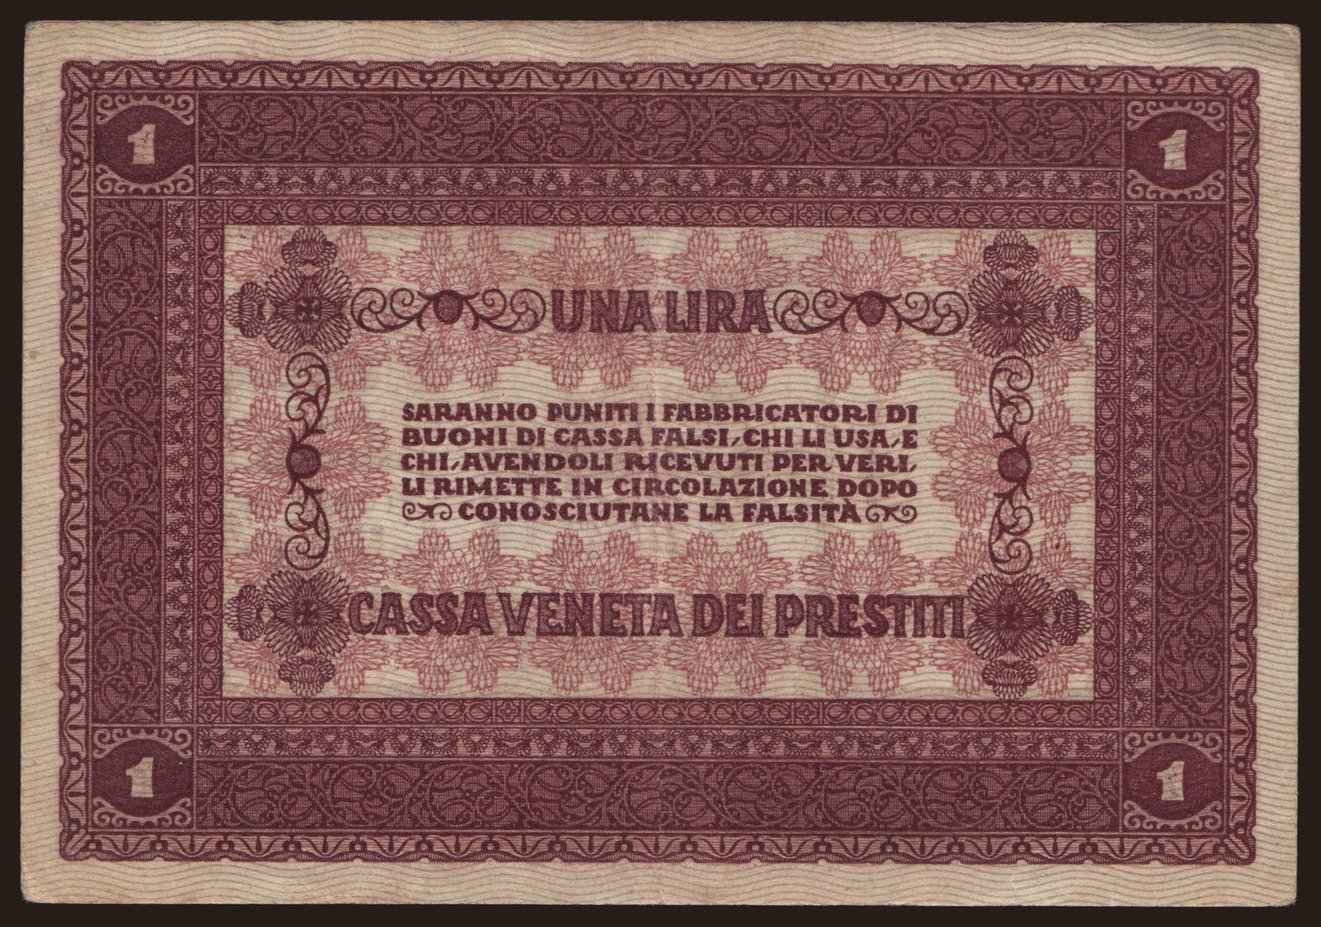 1 1
UNA LIRA
SARANNO PUNITI I FABBRICATORI DI
BUONI DI CASSA FALSI, CHI LI USA, E
CHI, AVENDOLI RICEVUTI PER VERI,
LI RIMETTE IN CIRCOLAZIONE DOPO
CONOSCIUTANE LA FALSITÀ
CASSA VENETA DEI PRESTITI
1 1